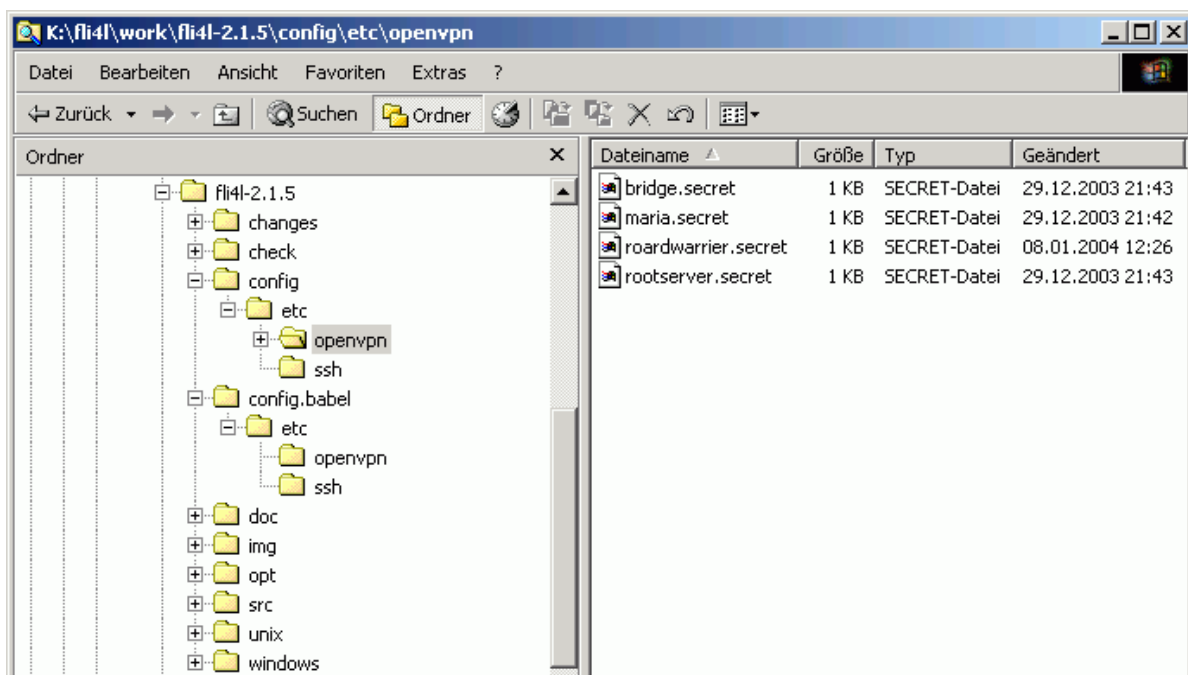 K:\fli4l\work\fli4l-2.1.5\config\etc\openvpn
Datei Bearbeiten Ansicht Favoriten Extras ?
Zurück Suchen Ordner
Ordner
fli4l-2.1.5
changes
check
config
etc
openvpn
ssh
config.babel
etc
openvpn
ssh
doc
img
opt
src
unix
windows
Dateiname Größe Typ Geändert
bridge.secret 1 KB SECRET-Datei 29.12.2003 21:43
maria.secret 1 KB SECRET-Datei 29.12.2003 21:42
roardwarrier.secret 1 KB SECRET-Datei 08.01.2004 12:26
rootserver.secret 1 KB SECRET-Datei 29.12.2003 21:43